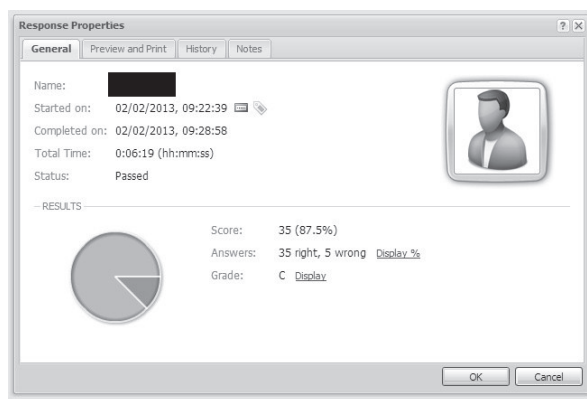 Response Properties
General Preview and Print History Notes
Name:
Started on: 02/02/2013, 09:22:39
Completed on: 02/02/2013, 09:28:58
Total Time: 0:06:19 (hh:mm:ss)
Status: Passed
RESULTS
Score: 35 (87.5%)
Answers: 35 right, 5 wrong Display %
Grade: C Display
OK Cancel